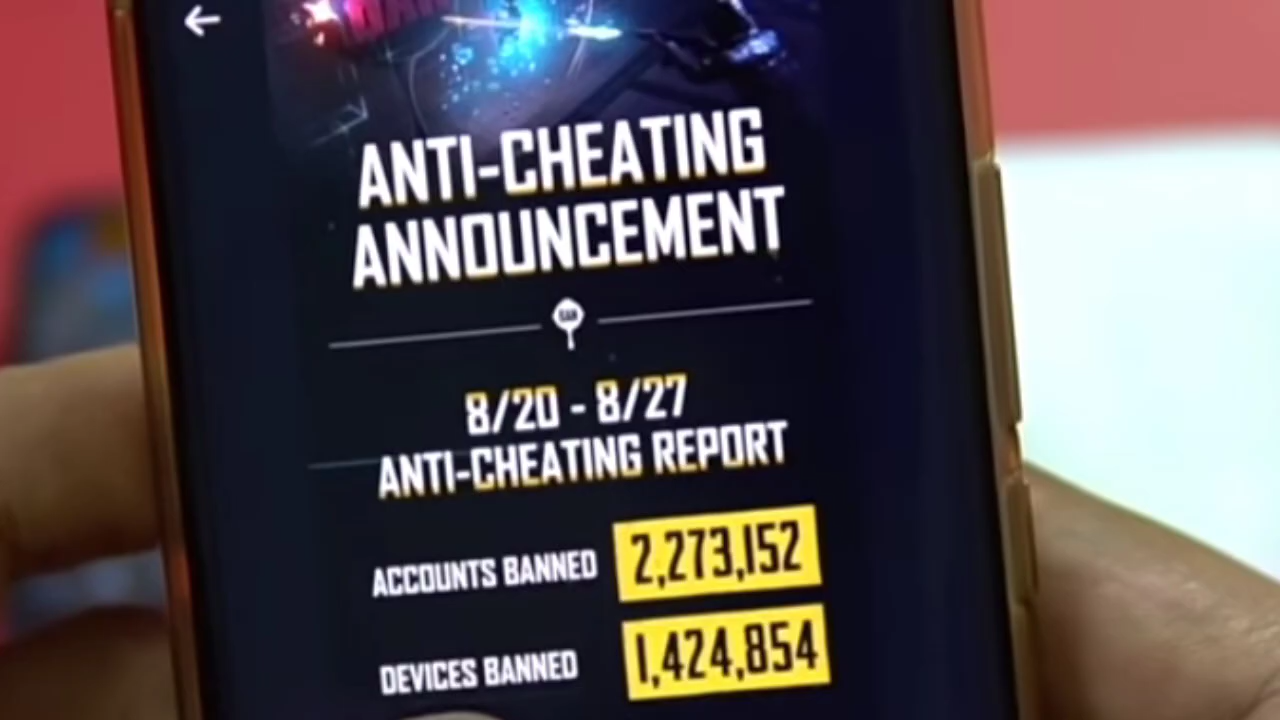 ANTI-CHEATING
ANNOUNCEMENT
BAN
8/20 - 8/27
ANTI-CHEATING REPORT
ACCOUNTS BANNED 2,273,152
DEVICES BANNED 1,424,854